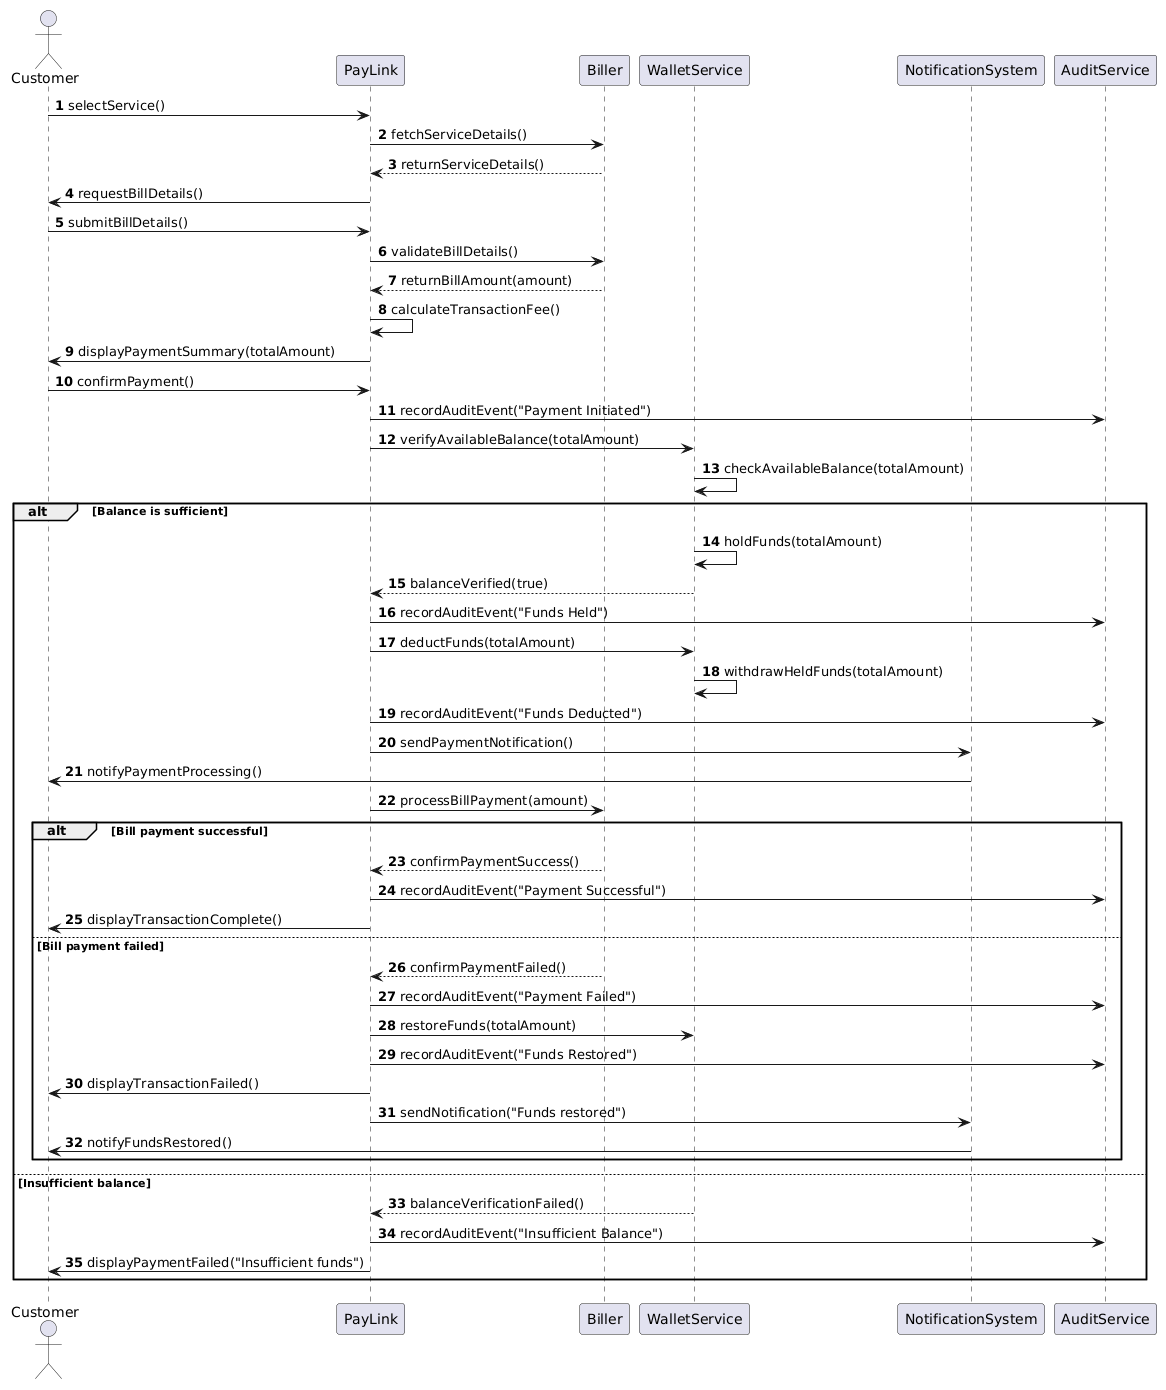 Customer
PayLink
Biller
WalletService
NotificationSystem
AuditService
1 selectService()
2 fetchServiceDetails()
3 returnServiceDetails()
4 requestBillDetails()
5 submitBillDetails()
6 validateBillDetails()
7 returnBillAmount(amount)
8 calculateTransactionFee()
9 displayPaymentSummary(totalAmount)
10 confirmPayment()
11 recordAuditEvent("Payment Initiated")
12 verifyAvailableBalance(totalAmount)
13 checkAvailableBalance(totalAmount)
alt [Balance is sufficient]
14 holdFunds(totalAmount)
15 balanceVerified(true)
16 recordAuditEvent("Funds Held")
17 deductFunds(totalAmount)
18 withdrawHeldFunds(totalAmount)
19 recordAuditEvent("Funds Deducted")
20 sendPaymentNotification()
21 notifyPaymentProcessing()
22 processBillPayment(amount)
alt [Bill payment successful]
23 confirmPaymentSuccess()
24 recordAuditEvent("Payment Successful")
25 displayTransactionComplete()
[Bill payment failed]
26 confirmPaymentFailed()
27 recordAuditEvent("Payment Failed")
28 restoreFunds(totalAmount)
29 recordAuditEvent("Funds Restored")
30 displayTransactionFailed()
31 sendNotification("Funds restored")
32 notifyFundsRestored()
[Insufficient balance]
33 balanceVerificationFailed()
34 recordAuditEvent("Insufficient Balance")
35 displayPaymentFailed("Insufficient funds")
Customer
PayLink
Biller
WalletService
NotificationSystem
AuditService